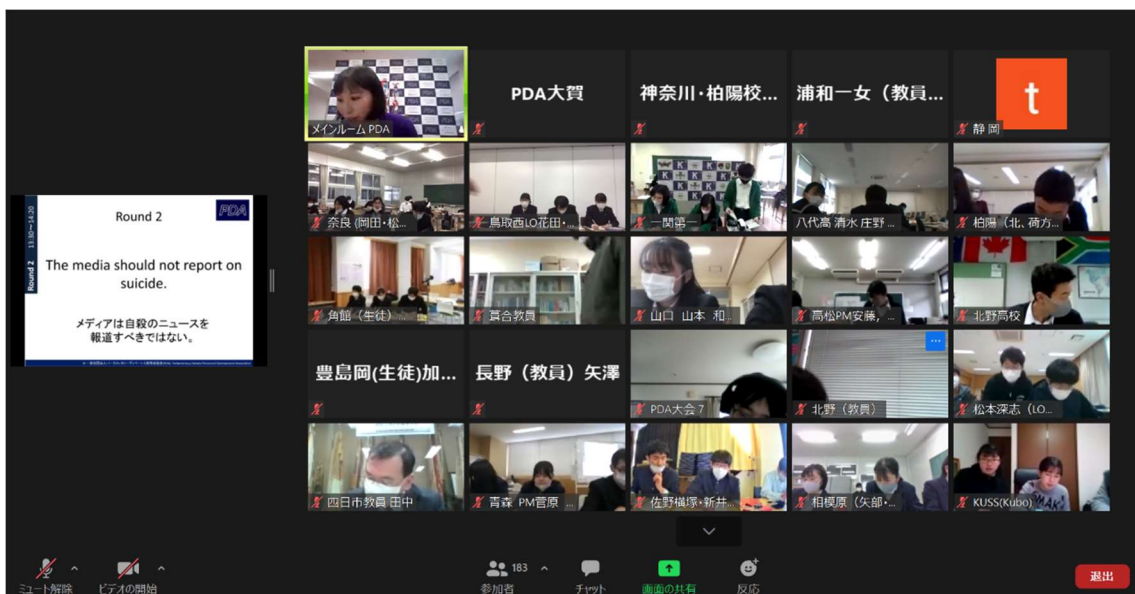 13:30〜14:20
Round 2
Round 2
PDA
The media should not report on
suicide.
メディアは自殺のニュースを
報道すべきではない。
メインルーム PDA
PDA大賀
神奈川・柏陽校...
浦和一女（教員...
t
静岡
奈良 (岡田・松...
鳥取西LO花田・...
K
K
K
一関第一
八代高 清水 庄野 ...
柏陽（北、荷方...
角館（生徒）
葺合教員
山口 山本 和...
高松PM安藤，...
北野高校
豊島岡(生徒)加...
長野（教員）矢澤
PDA大会 7
...
北野（教員）
松本深志（LO...
四日市教員 田中
青森 PM菅原 ...
佐野横塚・新井...
相模原（矢部・...
KUSS(Kubo)
ミュート解除
ビデオの開始
183
参加者
チャット
画面の共有
反応
退出